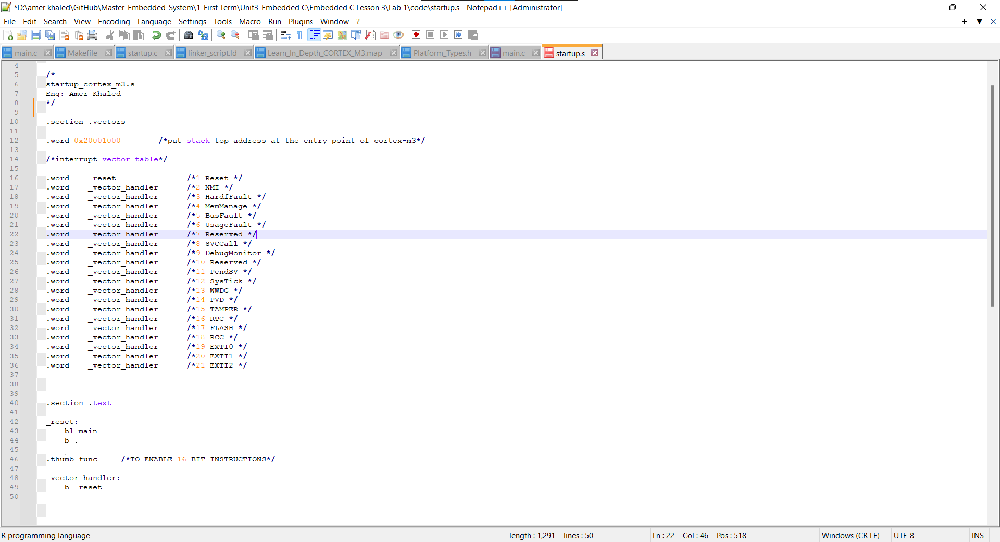 *D:\amer khaled\GitHub\Master-Embedded-System\1-First Term\Unit3-Embedded C\Embedded C Lesson 3\Lab 1\code\startup.s - Notepad++ [Administrator]
File Edit Search View Encoding Language Settings Tools Macro Run Plugins Window ?
main.c Makefile startup.c linker_script.ld Learn_In_Depth_CORTEX_M3.map Platform_Types.h main.c startup.s
4
5 /*
6 startup_cortex_m3.s
7 Eng: Amer Khaled
8 */
9
10 .section .vectors
11
12 .word 0x20001000 /*put stack top address at the entry point of cortex-m3*/
13
14 /*interrupt vector table*/
15
16 .word _reset /*1 Reset */
17 .word _vector_handler /*2 NMI */
18 .word _vector_handler /*3 HardfFault */
19 .word _vector_handler /*4 MemManage */
20 .word _vector_handler /*5 BusFault */
21 .word _vector_handler /*6 UsageFault */
22 .word _vector_handler /*7 Reserved */
23 .word _vector_handler /*8 SVCCall */
24 .word _vector_handler /*9 DebugMonitor */
25 .word _vector_handler /*10 Reserved */
26 .word _vector_handler /*11 PendSV */
27 .word _vector_handler /*12 SysTick */
28 .word _vector_handler /*13 WWDG */
29 .word _vector_handler /*14 PVD */
30 .word _vector_handler /*15 TAMPER */
31 .word _vector_handler /*16 RTC */
32 .word _vector_handler /*17 FLASH */
33 .word _vector_handler /*18 RCC */
34 .word _vector_handler /*19 EXTI0 */
35 .word _vector_handler /*20 EXTI1 */
36 .word _vector_handler /*21 EXTI2 */
37
38
39
40 .section .text
41
42 _reset:
43 bl main
44 b .
45
46 .thumb_func /*TO ENABLE 16 BIT INSTRUCTIONS*/
47
48 _vector_handler:
49 b _reset
50
R programming language length : 1,291 lines : 50 Ln : 22 Col : 46 Pos : 518 Windows (CR LF) UTF-8 INS